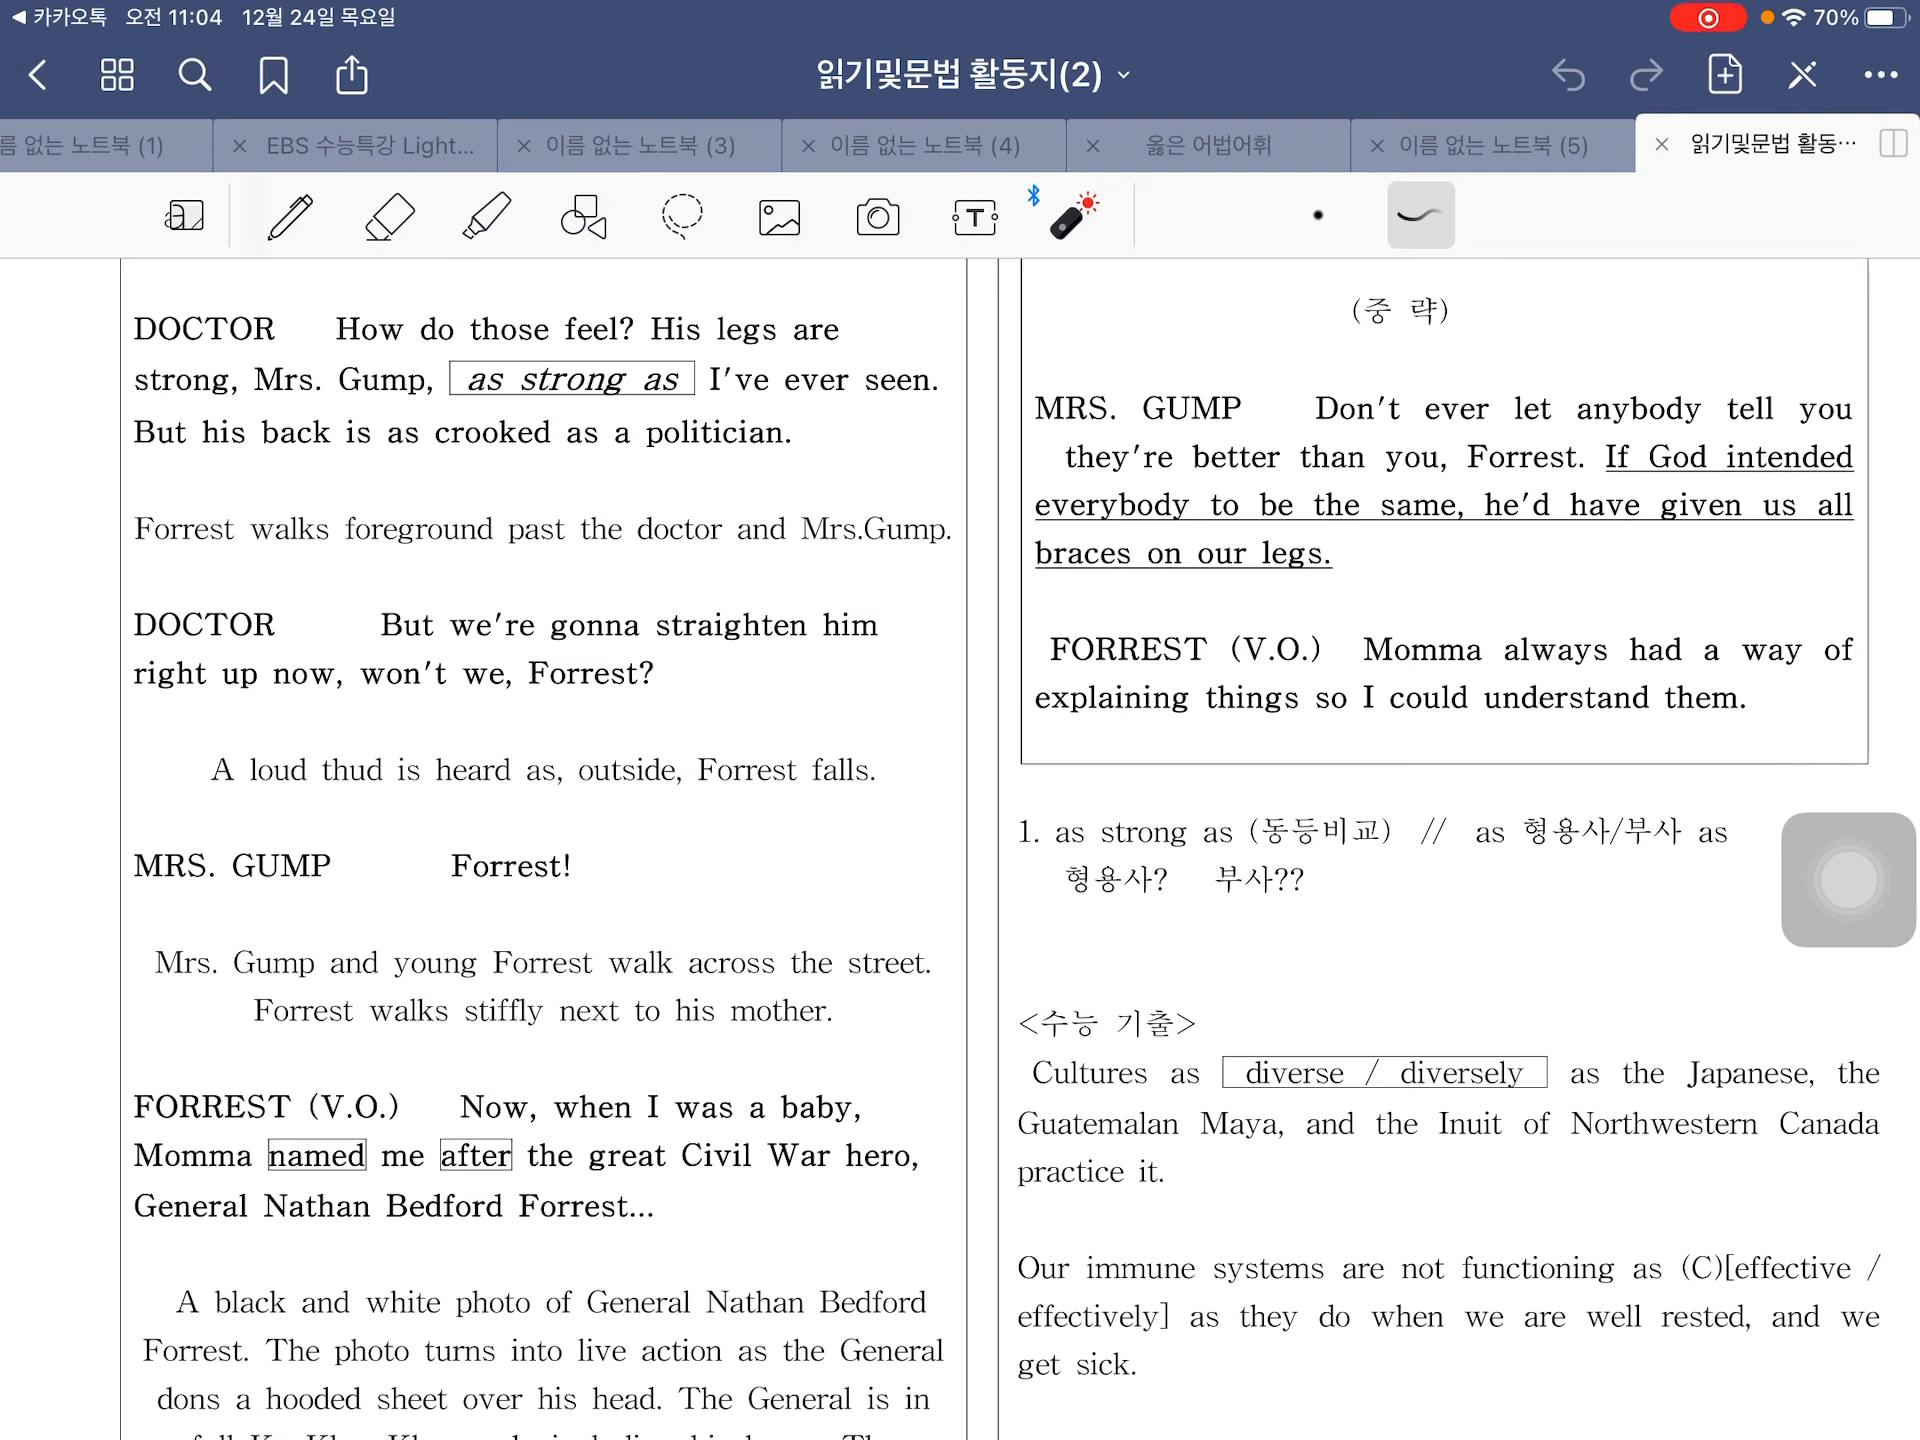 ◀ 카카오톡 오전 11:04 12월 24일 목요일
70%
읽기및문법 활동지(2)
름 없는 노트북 (1)
EBS 수능특강 Light...
이름 없는 노트북 (3)
이름 없는 노트북 (4)
옳은 어법어휘
이름 없는 노트북 (5)
읽기및문법 활동…
DOCTOR How do those feel? His legs are
strong, Mrs. Gump, as strong as I've ever seen.
But his back is as crooked as a politician.
Forrest walks foreground past the doctor and Mrs.Gump.
DOCTOR But we're gonna straighten him
right up now, won't we, Forrest?
A loud thud is heard as, outside, Forrest falls.
MRS. GUMP Forrest!
Mrs. Gump and young Forrest walk across the street.
Forrest walks stiffly next to his mother.
FORREST (V.O.) Now, when I was a baby,
Momma named me after the great Civil War hero,
General Nathan Bedford Forrest...
A black and white photo of General Nathan Bedford
Forrest. The photo turns into live action as the General
dons a hooded sheet over his head. The General is in
(중 략)
MRS. GUMP Don't ever let anybody tell you
they're better than you, Forrest. If God intended
everybody to be the same, he'd have given us all
braces on our legs.
FORREST (V.O.) Momma always had a way of
explaining things so I could understand them.
1. as strong as (동등비교) // as 형용사/부사 as
형용사? 부사??
<수능 기출>
Cultures as diverse / diversely as the Japanese, the
Guatemalan Maya, and the Inuit of Northwestern Canada
practice it.
Our immune systems are not functioning as (C)[effective /
effectively] as they do when we are well rested, and we
get sick.